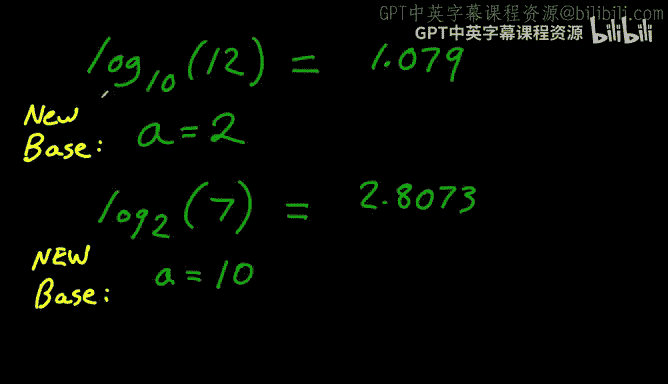 GPT中英字幕课程资源@bilibili.com
GPT中英字幕课程资源 bilibili
log₁₀(12) = 1.079
New
Base: a = 2
log₂(7) = 2.8073
NEW
Base: a = 10